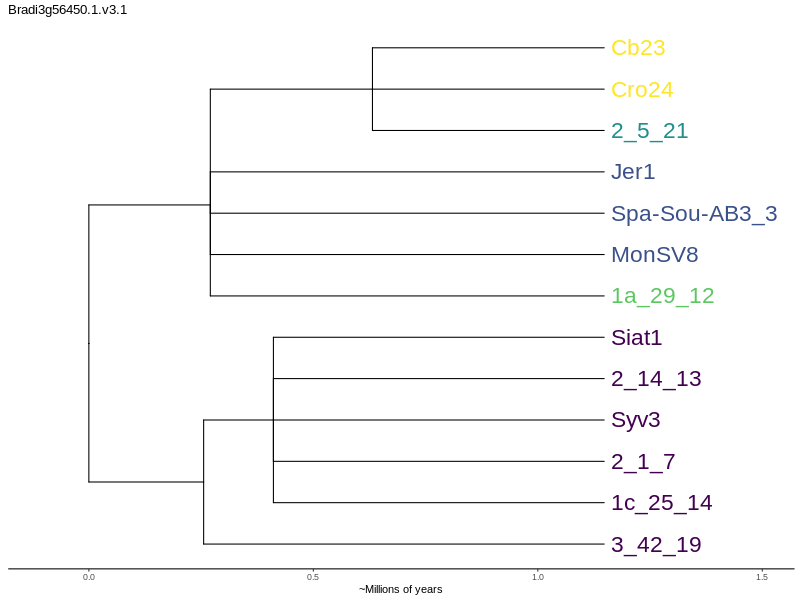 Bradi3g56450.1.v3.1
Cb23
Cro24
2_5_21
Jer1
Spa-Sou-AB3_3
MonSV8
1a_29_12
Siat1
2_14_13
Syv3
2_1_7
1c_25_14
3_42_19
0.0 0.5 1.0 1.5
~Millions of years